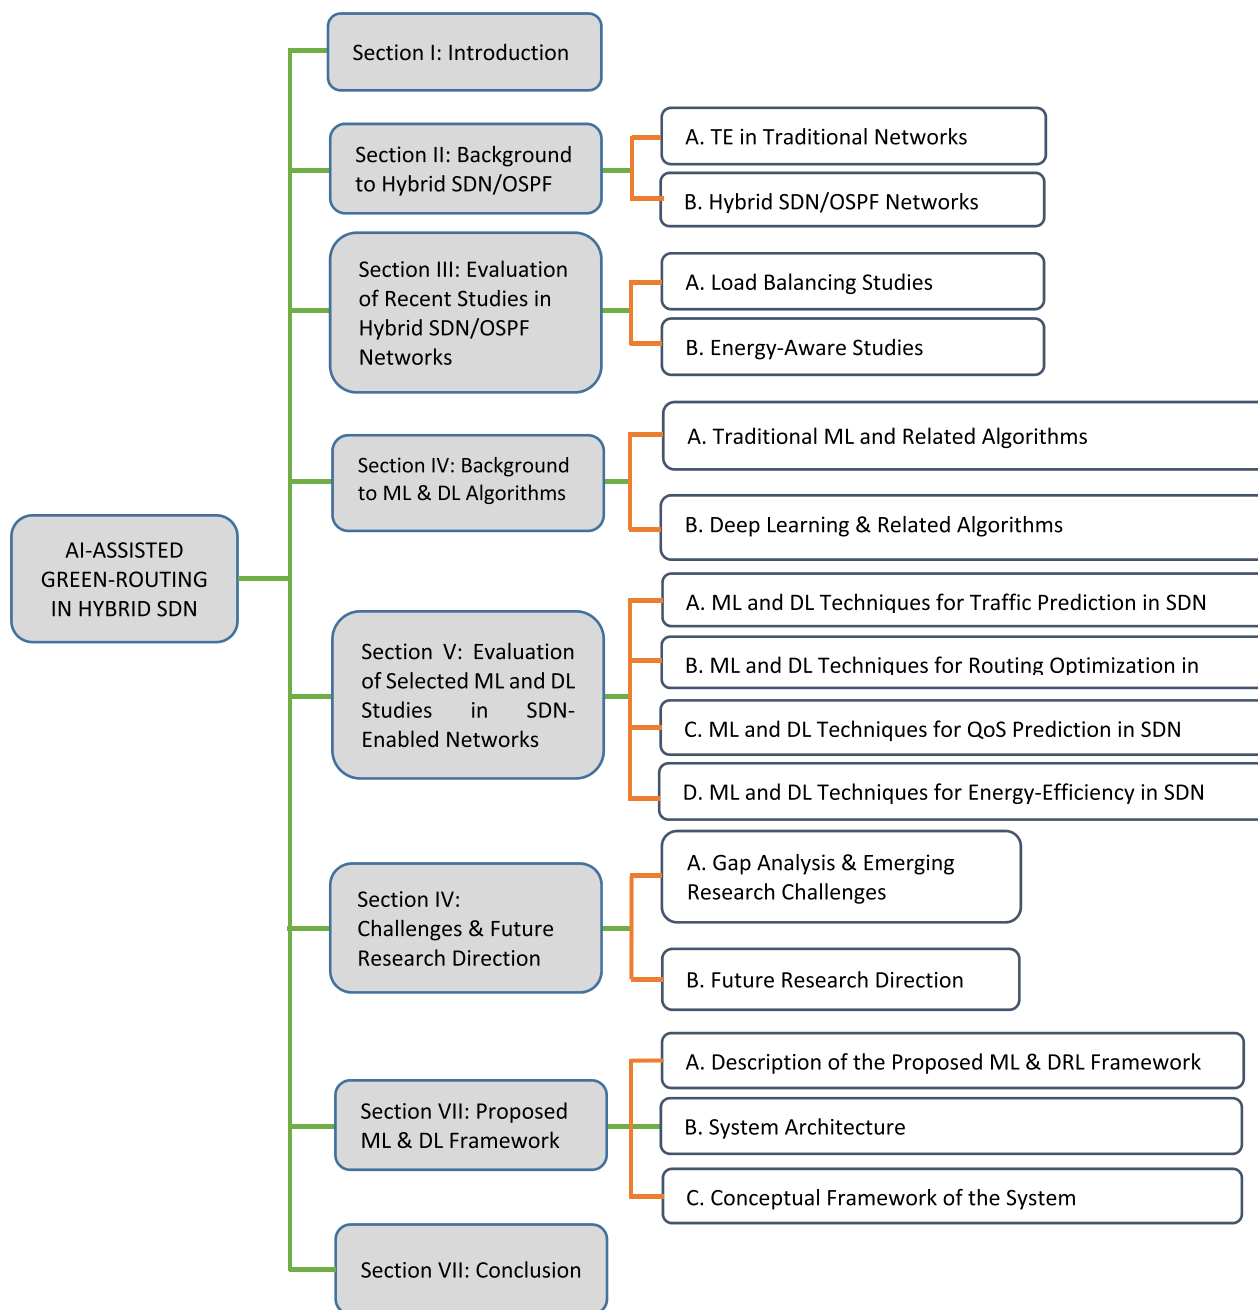 AI-ASSISTED
GREEN-ROUTING
IN HYBRID SDN
Section I: Introduction
Section II: Background
to Hybrid SDN/OSPF
A. TE in Traditional Networks
B. Hybrid SDN/OSPF Networks
Section III: Evaluation
of Recent Studies in
Hybrid SDN/OSPF
Networks
A. Load Balancing Studies
B. Energy-Aware Studies
Section IV: Background
to ML & DL Algorithms
A. Traditional ML and Related Algorithms
B. Deep Learning & Related Algorithms
Section V: Evaluation
of Selected ML and DL
Studies in SDN-
Enabled Networks
A. ML and DL Techniques for Traffic Prediction in SDN
B. ML and DL Techniques for Routing Optimization in
C. ML and DL Techniques for QoS Prediction in SDN
D. ML and DL Techniques for Energy-Efficiency in SDN
Section IV:
Challenges & Future
Research Direction
A. Gap Analysis & Emerging
Research Challenges
B. Future Research Direction
Section VII: Proposed
ML & DL Framework
A. Description of the Proposed ML & DRL Framework
B. System Architecture
C. Conceptual Framework of the System
Section VII: Conclusion